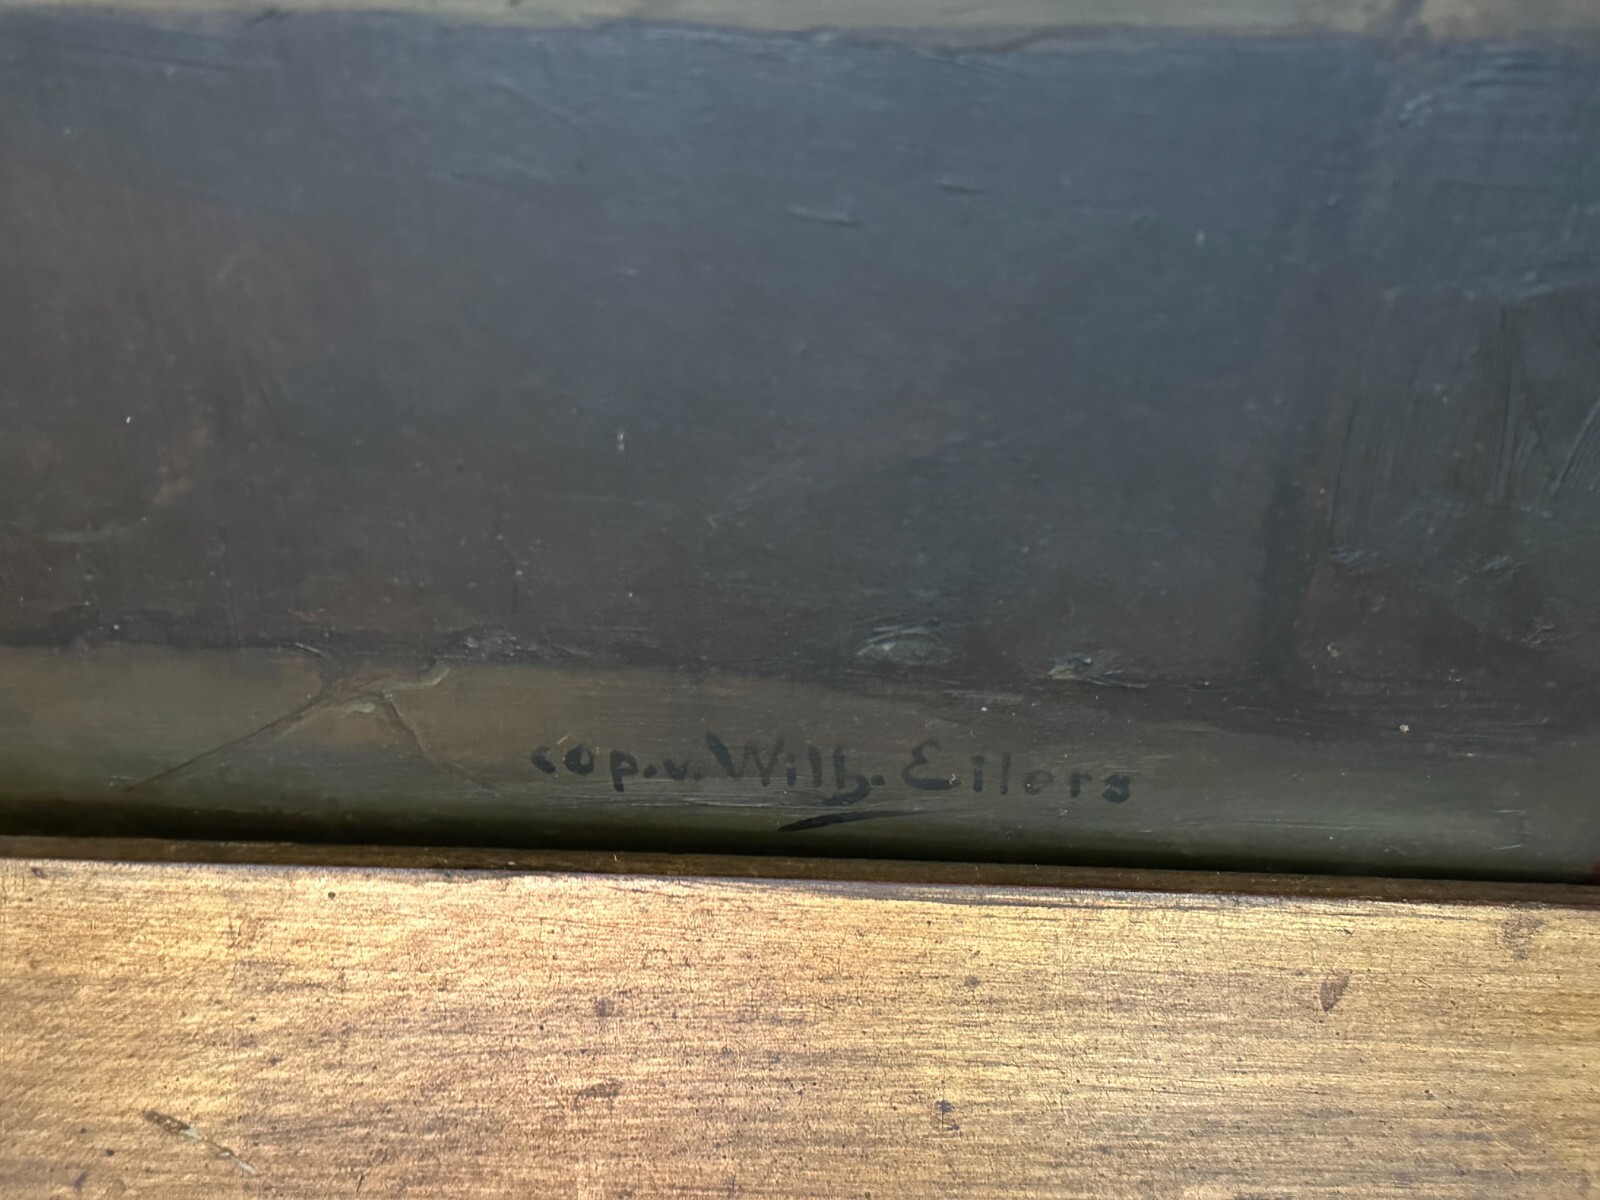 cop. v. Wilh. Eilers